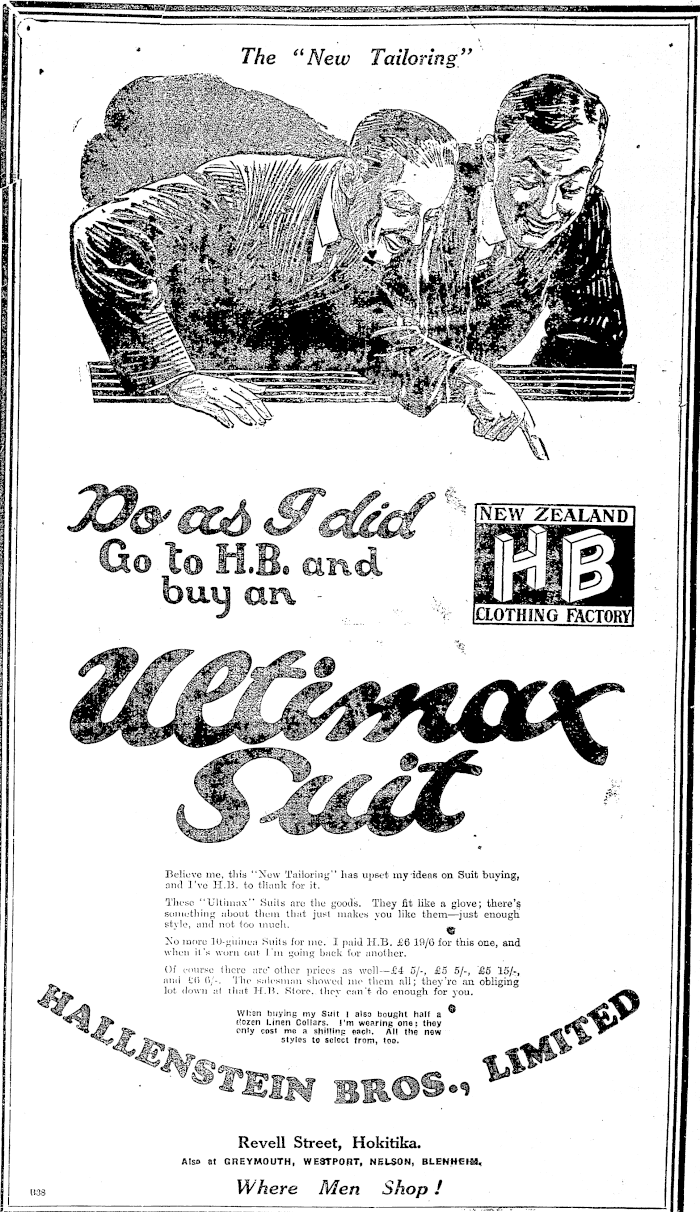 The "New Tailoring"
Do as I did
Go to H.B. and
buy an
NEW ZEALAND
HB
CLOTHING FACTORY
Ultimax
Suit
Believe me, this "New Tailoring" has upset my ideas on Suit buying,
and I've H.B. to thank for it.
These "Ultimax" Suits are the goods. They fit like a glove; there's
something about them that just makes you like them—just enough
style, and not too much.
No more 10-guinea Suits for me. I paid H.B. £6 19/6 for this one, and
when it's worn out I'm going back for another.
Of course there are other prices as well—£4 5/-, £5 5/-, £5 15/-,
and £6 6/-. The salesman showed me them all; they're an obliging
lot down at that H.B. Store, they can't do enough for you.
When buying my Suit I also bought half a
dozen Linen Collars. I'm wearing one; they
only cost me a shilling each. All the new
styles to select from, too.
HALLENSTEIN BROS., LIMITED
Revell Street, Hokitika.
Also at GREYMOUTH, WESTPORT, NELSON, BLENHEIM.
Where Men Shop!